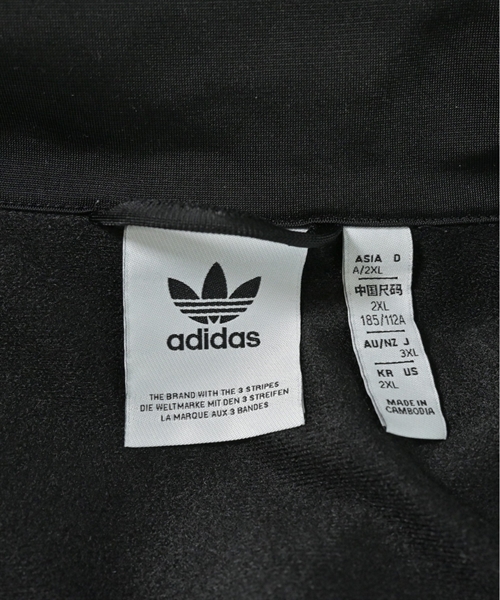 adidas
THE BRAND WITH THE 3 STRIPES
DIE WELTMARKE MIT DEN 3 STREIFEN
LA MARQUE AUX 3 BANDES
ASIA D
A/2XL
中国尺码
2XL
185/112A
AU/NZ J
3XL
KR US
2XL
MADE IN
CAMBODIA